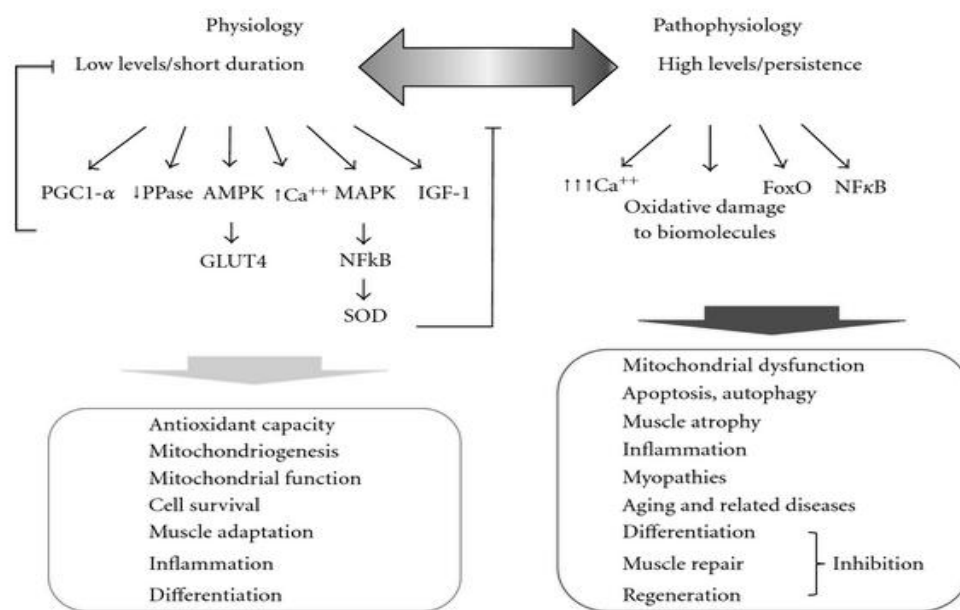 Physiology
Pathophysiology
Low levels/short duration
High levels/persistence
PGC1-α ↓PPase AMPK ↑Ca⁺⁺ MAPK IGF-1
GLUT4
NFkB
SOD
↑↑↑Ca⁺⁺
Oxidative damage
to biomolecules
FoxO
NFκB
Antioxidant capacity
Mitochondriogenesis
Mitochondrial function
Cell survival
Muscle adaptation
Inflammation
Differentiation
Mitochondrial dysfunction
Apoptosis, autophagy
Muscle atrophy
Inflammation
Myopathies
Aging and related diseases
Differentiation
Muscle repair
Regeneration
Inhibition